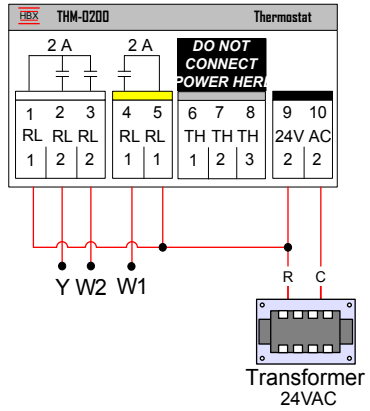 HBX THM-0200 Thermostat
2 A 2 A DO NOT
CONNECT
POWER HERE
1 2 3 4 5 6 7 8 9 10
RL RL RL RL RL TH TH TH 24V AC
1 2 2 1 1 1 2 3 2 2
Y W2 W1
R C
Transformer
24VAC